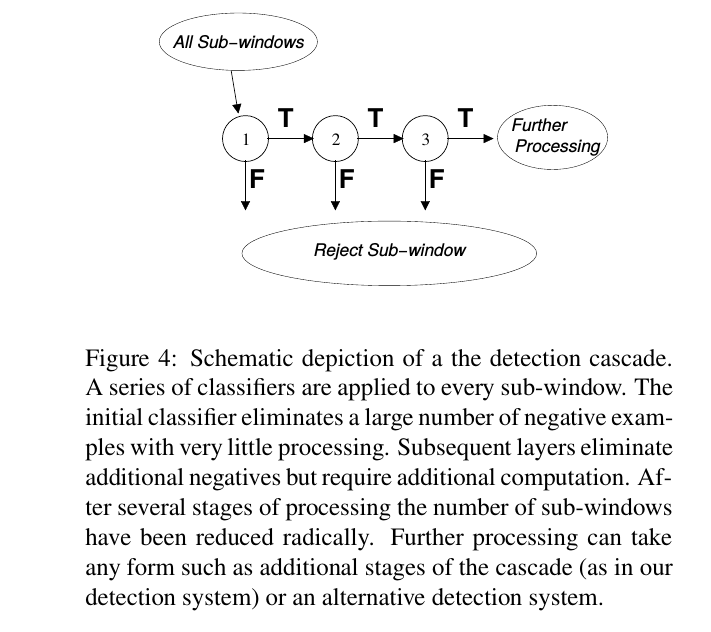 All Sub-windows
T T T
1 2 3
Further
Processing
F F F
Reject Sub-window
Figure 4: Schematic depiction of a the detection cascade.
A series of classifiers are applied to every sub-window. The
initial classifier eliminates a large number of negative exam-
ples with very little processing. Subsequent layers eliminate
additional negatives but require additional computation. Af-
ter several stages of processing the number of sub-windows
have been reduced radically. Further processing can take
any form such as additional stages of the cascade (as in our
detection system) or an alternative detection system.